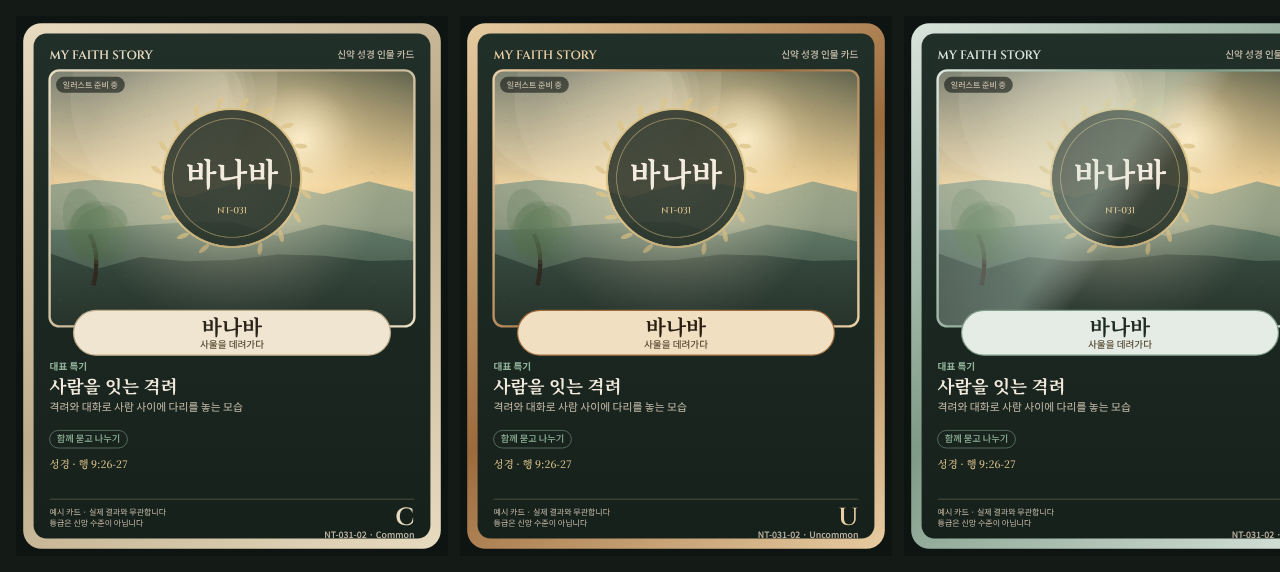 MY FAITH STORY
신약 성경 인물 카드
일러스트 준비 중
바나바
NT-031
바나바
사울을 데려가다
대표 특기
사람을 잇는 격려
격려와 대화로 사람 사이에 다리를 놓는 모습
함께 묻고 나누기
성경 · 행 9:26-27
예시 카드 · 실제 결과와 무관합니다
등급은 신앙 수준이 아닙니다
C
NT-031-02 · Common
MY FAITH STORY
신약 성경 인물 카드
일러스트 준비 중
바나바
NT-031
바나바
사울을 데려가다
대표 특기
사람을 잇는 격려
격려와 대화로 사람 사이에 다리를 놓는 모습
함께 묻고 나누기
성경 · 행 9:26-27
예시 카드 · 실제 결과와 무관합니다
등급은 신앙 수준이 아닙니다
U
NT-031-02 · Uncommon
MY FAITH STORY
신약 성경 인물
일러스트 준비 중
바나바
NT-031
바나바
사울을 데려가다
대표 특기
사람을 잇는 격려
격려와 대화로 사람 사이에 다리를 놓는 모습
함께 묻고 나누기
성경 · 행 9:26-27
예시 카드 · 실제 결과와 무관합니다
등급은 신앙 수준이 아닙니다
NT-031-02 ·